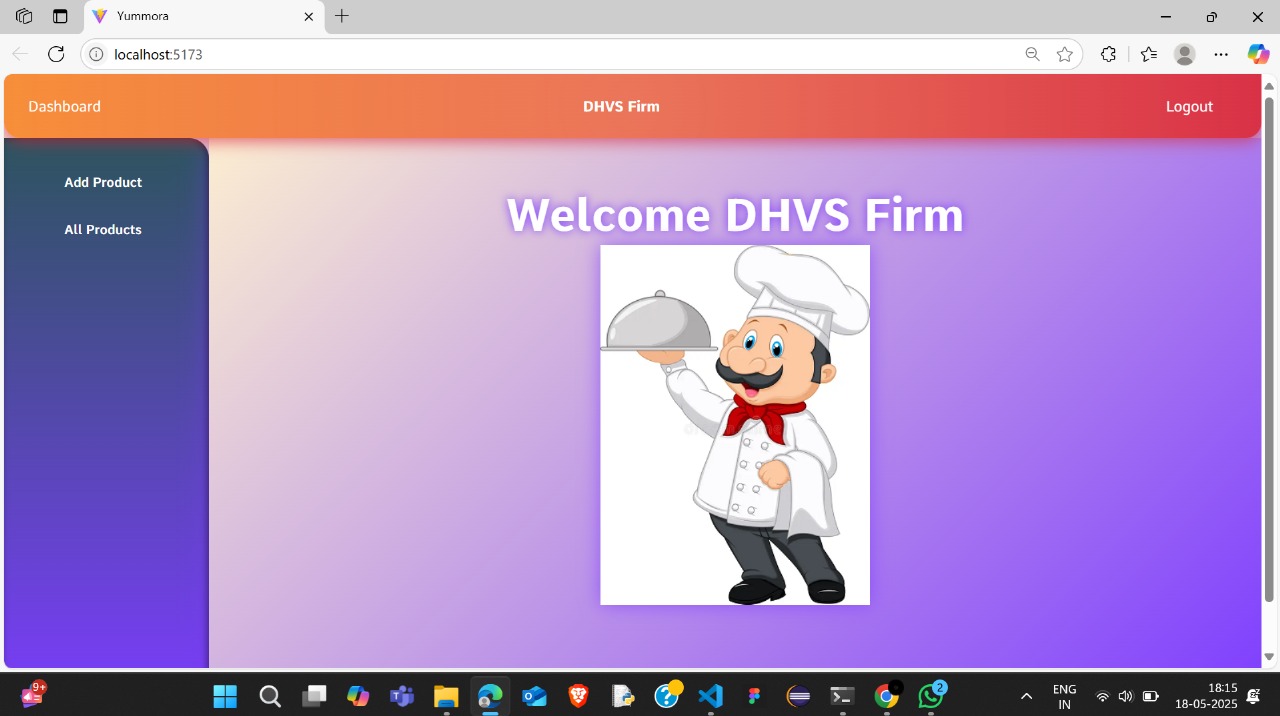 Yummora
localhost:5173
Dashboard
DHVS Firm
Logout
Add Product
All Products
Welcome DHVS Firm
9+
2
ENG
IN
18:15
18-05-2025